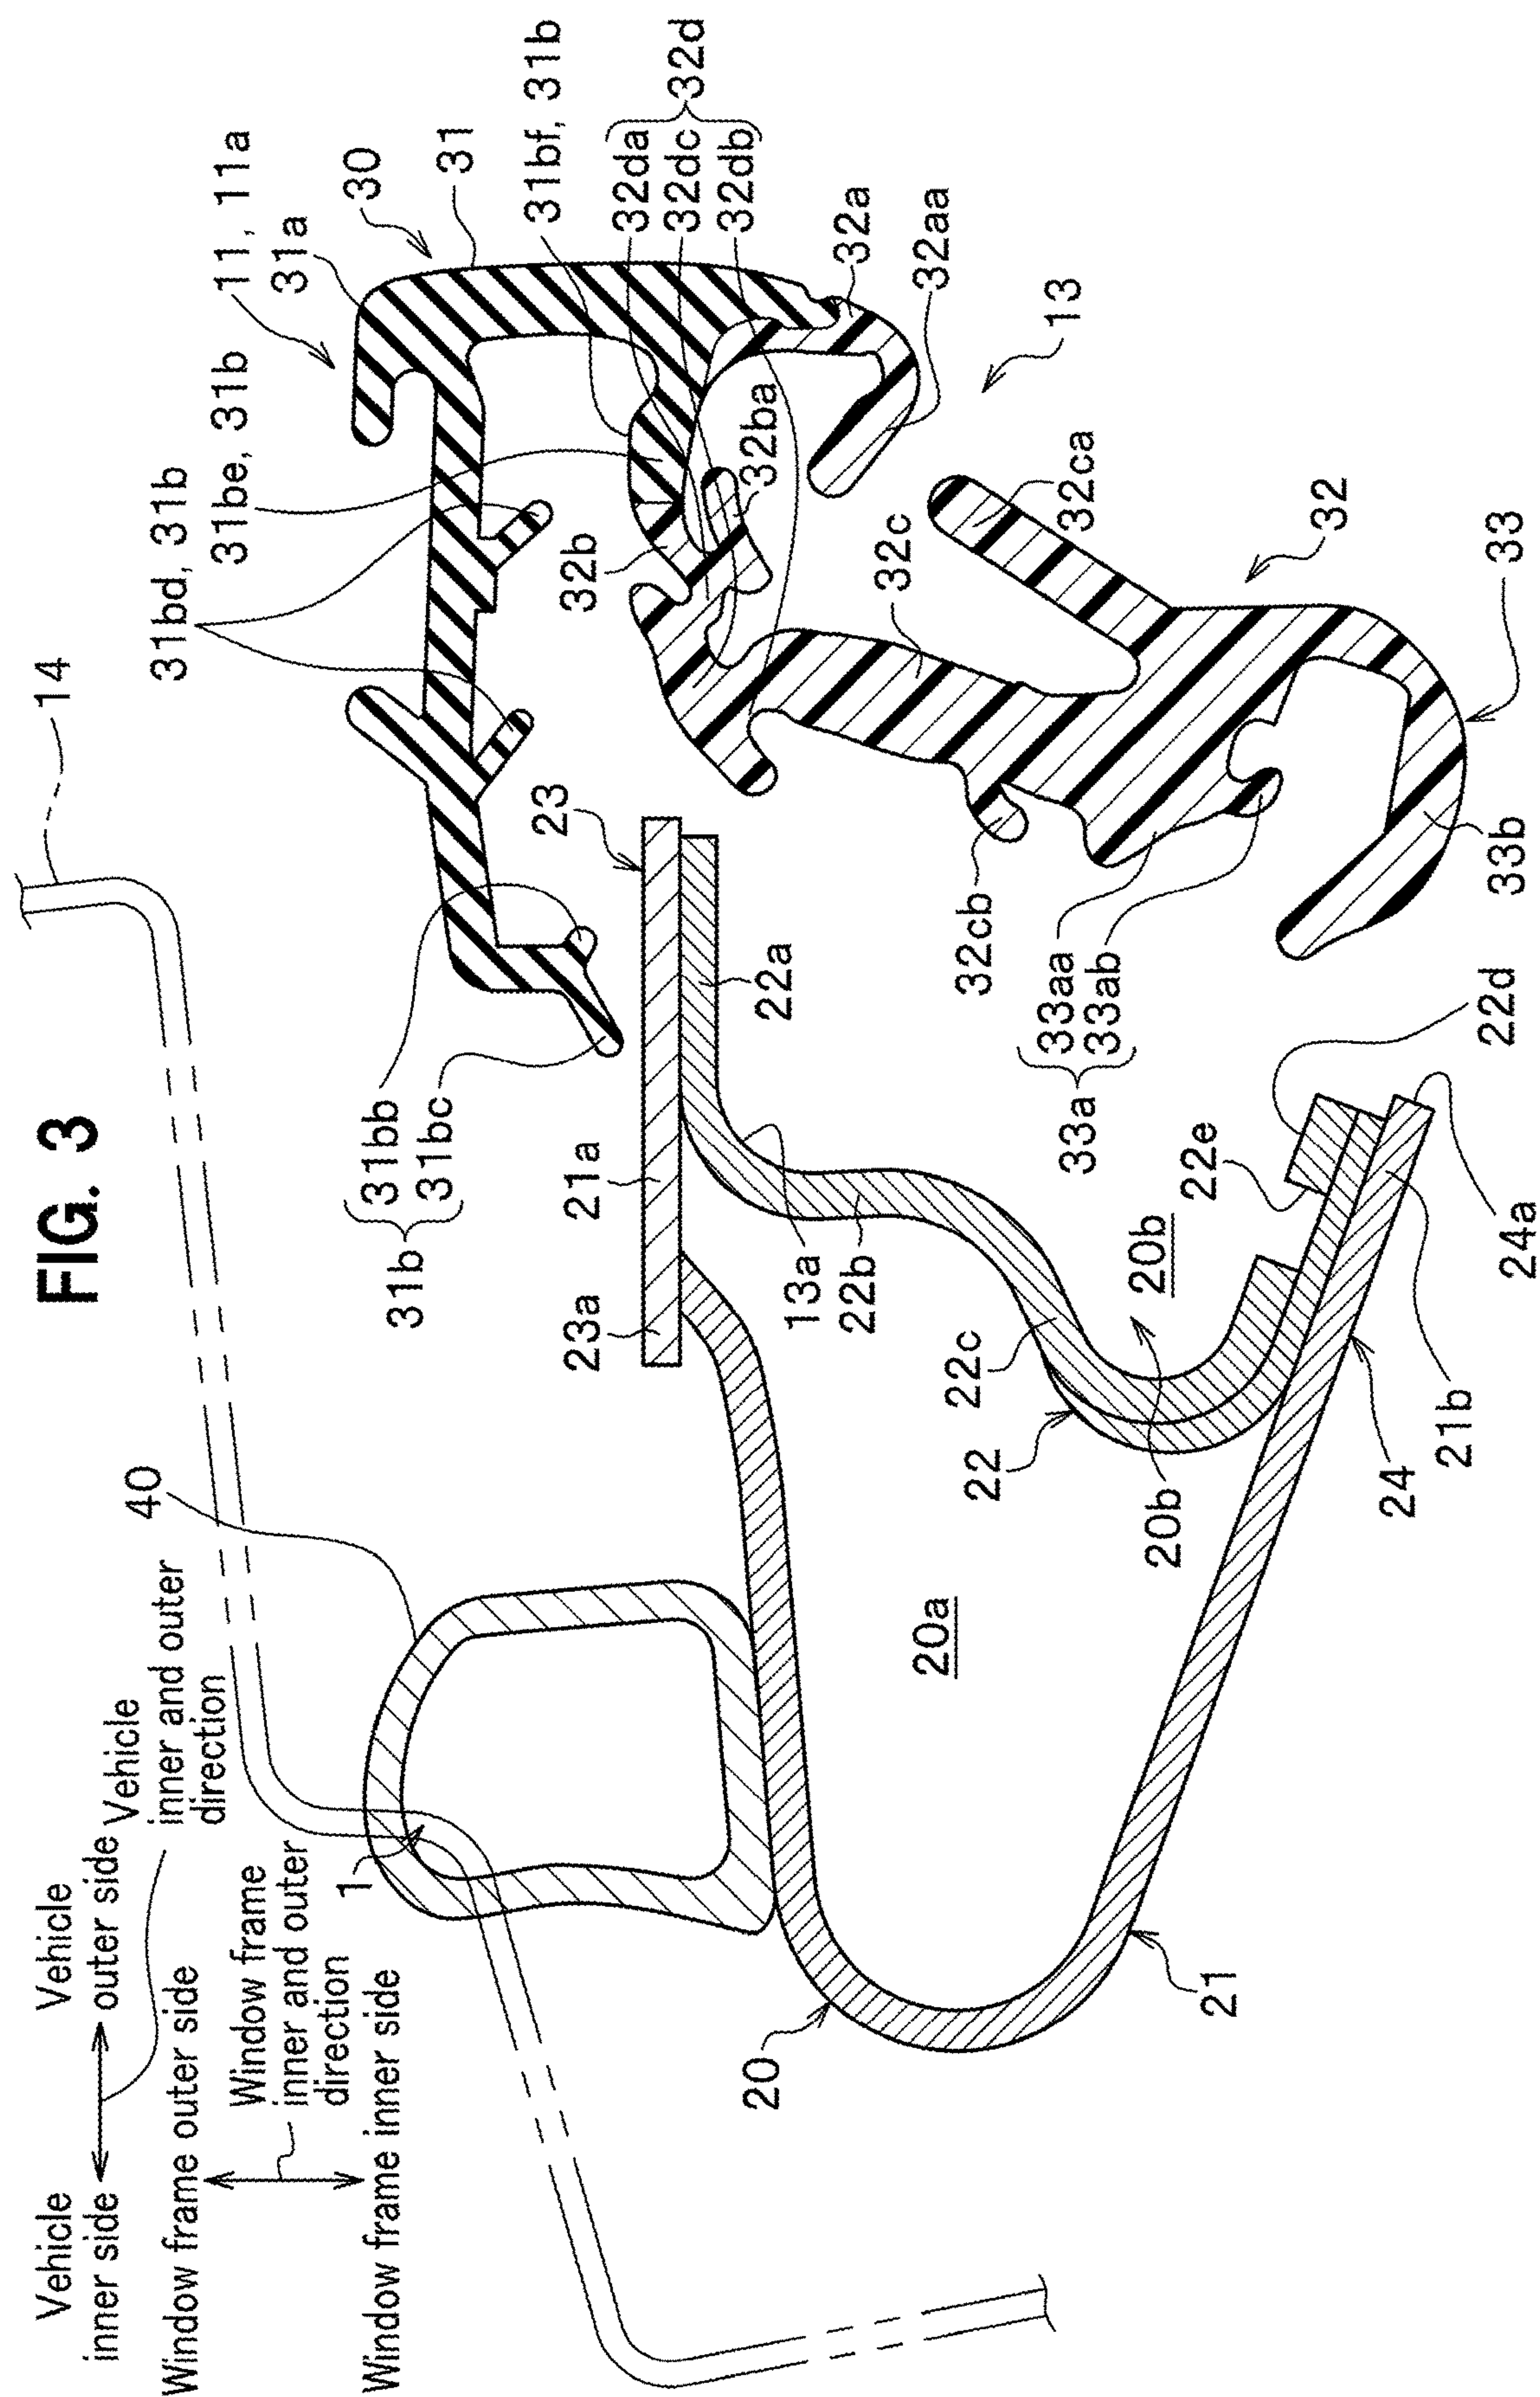 FIG. 3
Vehicle
inner side
Vehicle
outer side
Vehicle
inner and outer
direction
Window frame outer side
Window frame
inner and outer
direction
Window frame inner side
14
40
1
11, 11a
31a
30
31
31be, 31b
31bd, 31b
31bf, 31b
32da
32dc
32db
32d
32a
32aa
13
32b
32ba
32c
32ca
32
33
23
22a
31bb
31bc
31b
21a
23a
13a
22b
22c
22
20b
20b
20a
20
21
24
21b
24a
22e
22d
32cb
33aa
33ab
33a
33b